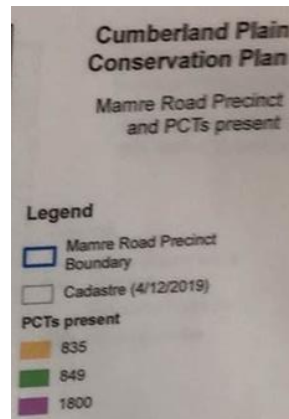 Cumberland Plain
Conservation Plan
Mamre Road Precinct
and PCTs present
Legend
Mamre Road Precinct
Boundary
Cadastre (4/12/2019)
PCTs present
835
849
1800